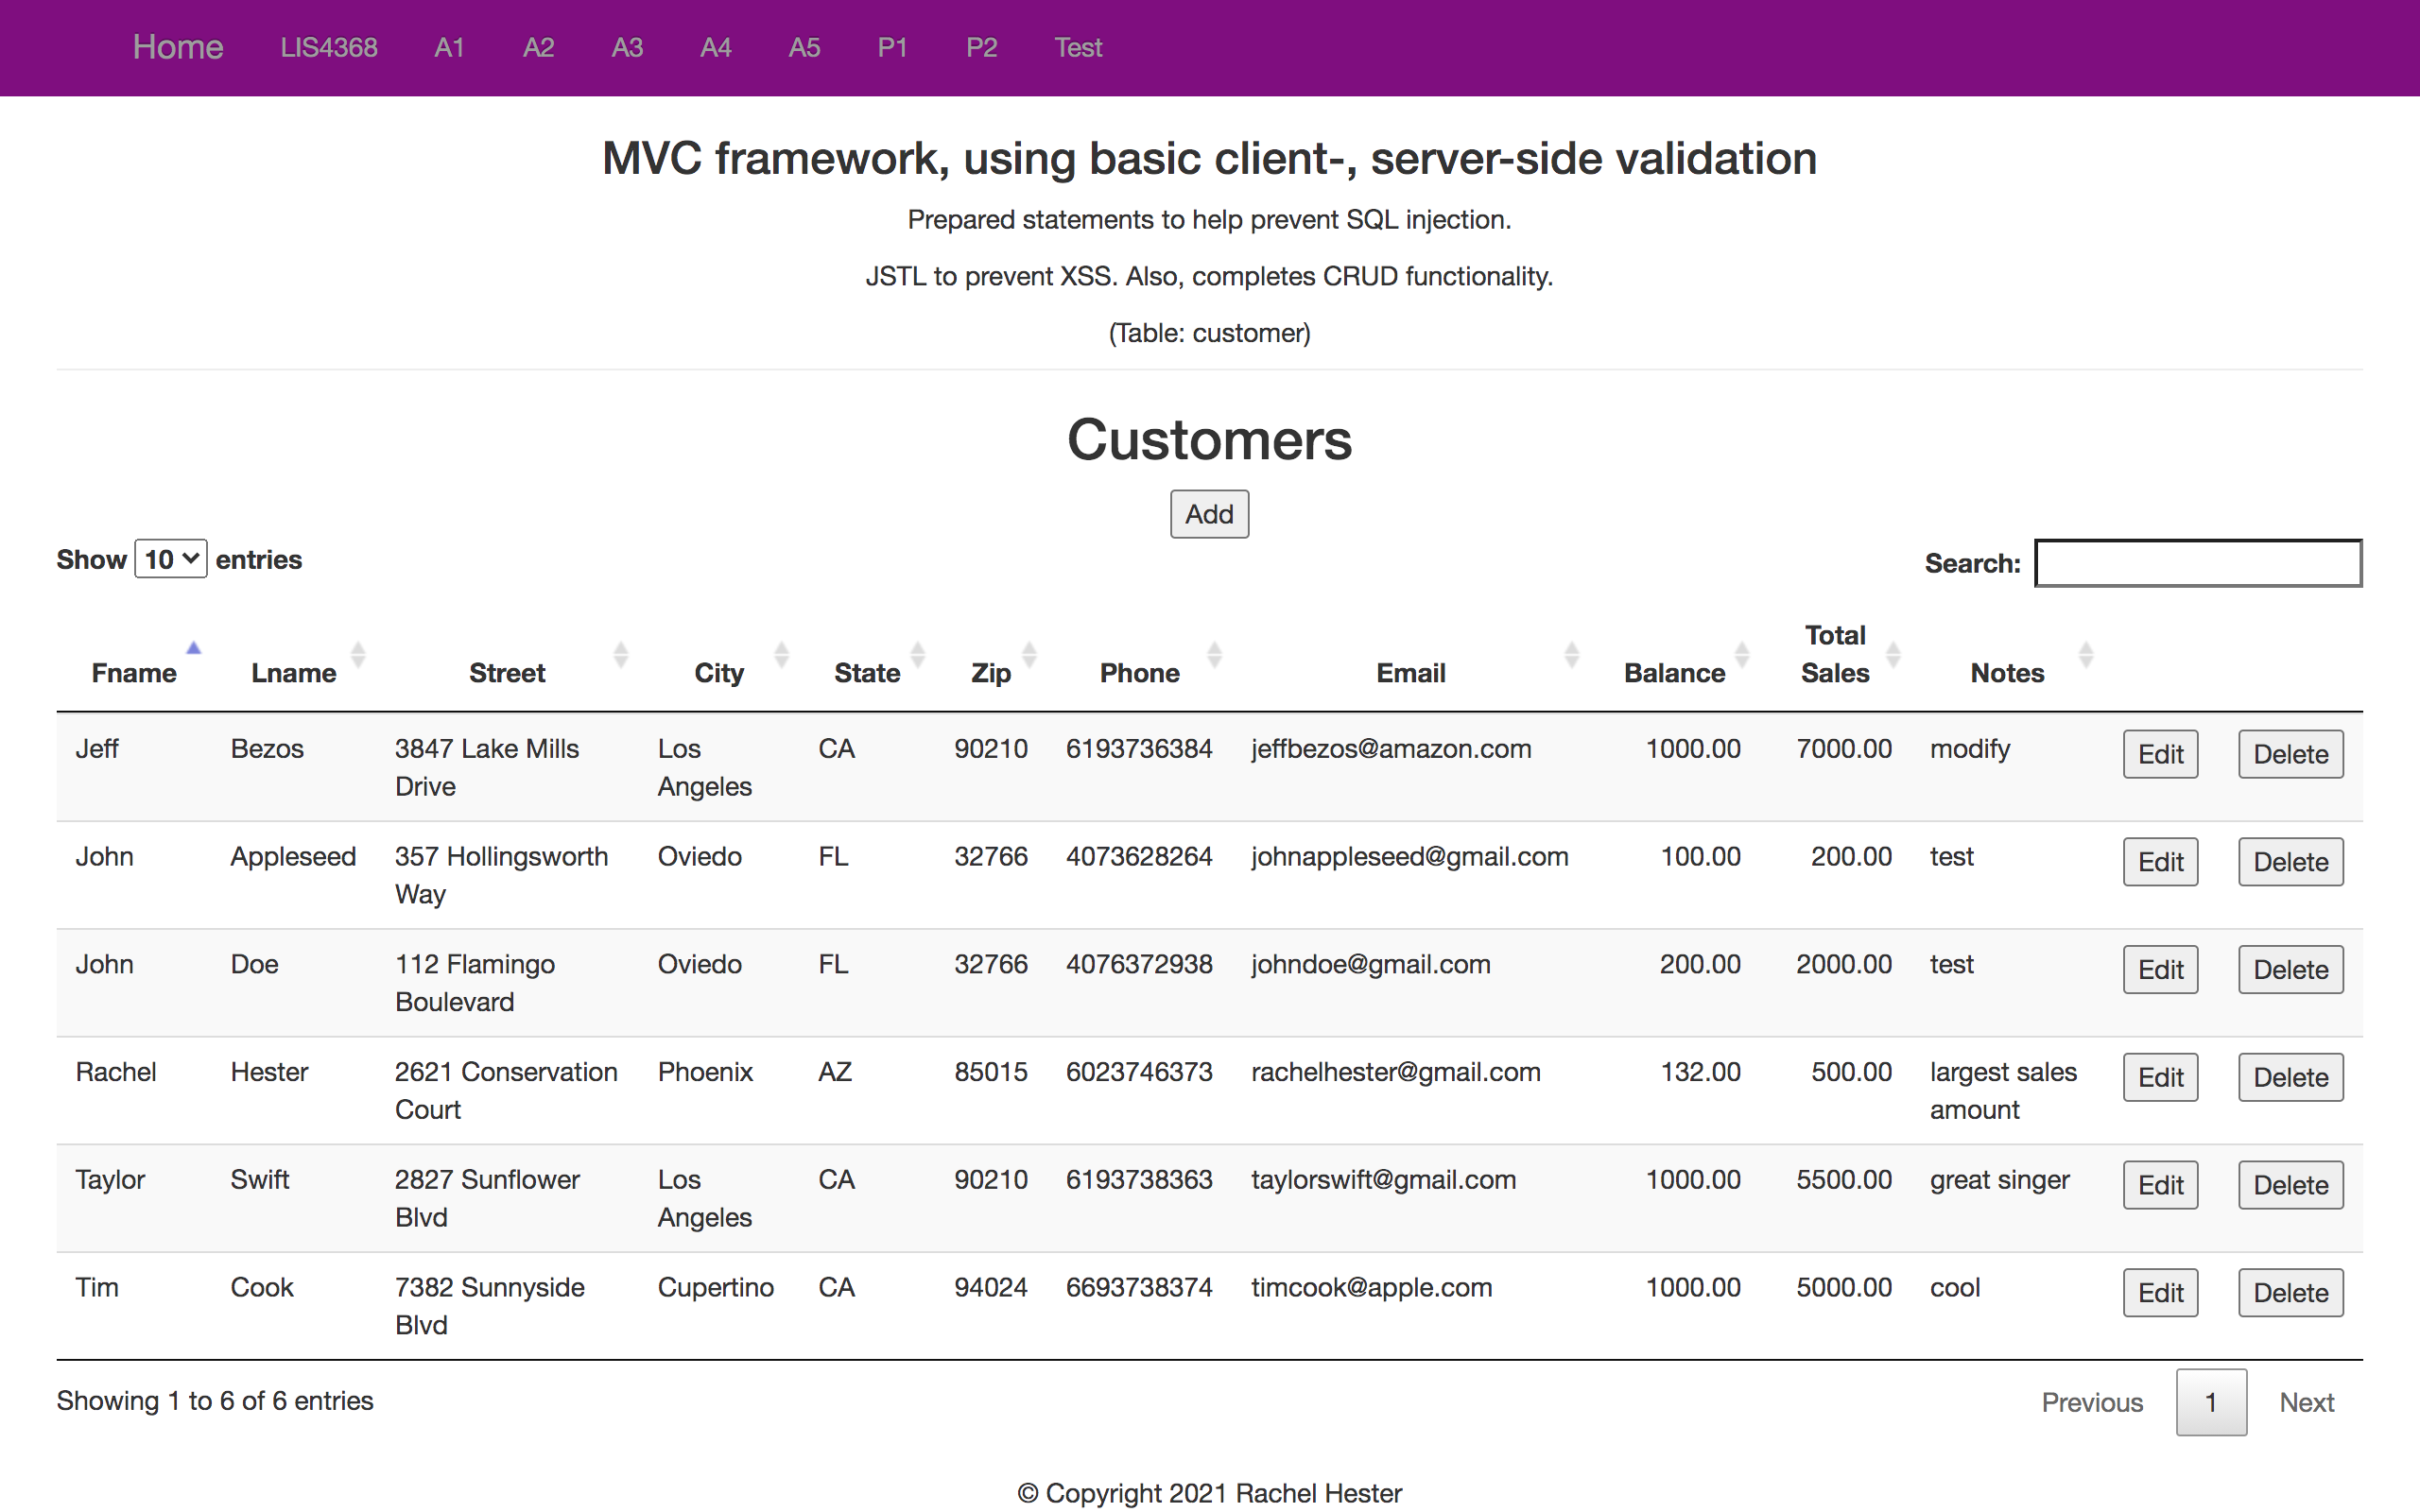 Home LIS4368 A1 A2 A3 A4 A5 P1 P2 Test
MVC framework, using basic client-, server-side validation
Prepared statements to help prevent SQL injection.
JSTL to prevent XSS. Also, completes CRUD functionality.
(Table: customer)
Customers
Add
Show 10 entries Search:
Fname Lname Street City State Zip Phone Email Balance Total Sales Notes
Jeff Bezos 3847 Lake Mills Los CA 90210 6193736384 jeffbezos@amazon.com 1000.00 7000.00 modify Edit Delete
Drive Angeles
John Appleseed 357 Hollingsworth Oviedo FL 32766 4073628264 johnappleseed@gmail.com 100.00 200.00 test Edit Delete
Way
John Doe 112 Flamingo Oviedo FL 32766 4076372938 johndoe@gmail.com 200.00 2000.00 test Edit Delete
Boulevard
Rachel Hester 2621 Conservation Phoenix AZ 85015 6023746373 rachelhester@gmail.com 132.00 500.00 largest sales Edit Delete
Court amount
Taylor Swift 2827 Sunflower Los CA 90210 6193738363 taylorswift@gmail.com 1000.00 5500.00 great singer Edit Delete
Blvd Angeles
Tim Cook 7382 Sunnyside Cupertino CA 94024 6693738374 timcook@apple.com 1000.00 5000.00 cool Edit Delete
Blvd
Showing 1 to 6 of 6 entries Previous 1 Next
© Copyright 2021 Rachel Hester